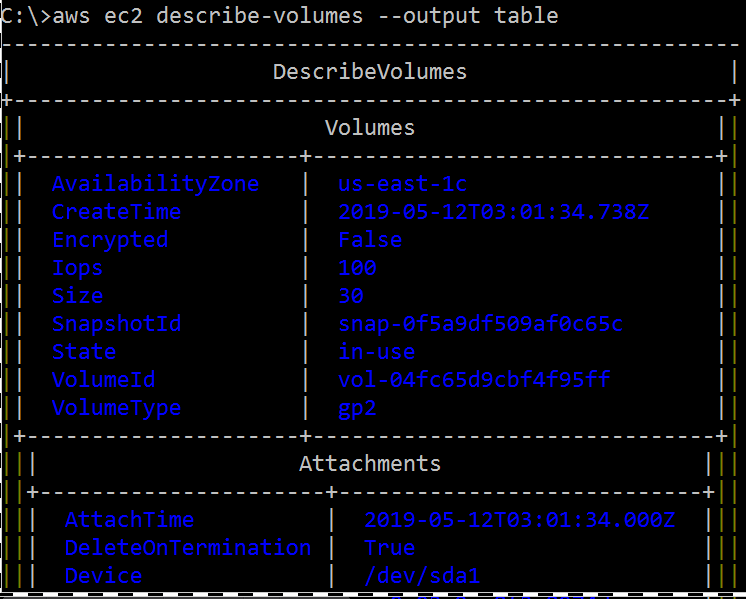 C:\>aws ec2 describe-volumes --output table
---------------------------------------------------------
|                    DescribeVolumes                    |
+-------------------------------------------------------+
||                       Volumes                       ||
|+---------------------+-------------------------------+|
||  AvailabilityZone   |  us-east-1c                   ||
||  CreateTime         |  2019-05-12T03:01:34.738Z     ||
||  Encrypted          |  False                        ||
||  Iops               |  100                          ||
||  Size               |  30                           ||
||  SnapshotId         |  snap-0f5a9df509af0c65c       ||
||  State              |  in-use                       ||
||  VolumeId           |  vol-04fc65d9cbf4f95ff        ||
||  VolumeType         |  gp2                          ||
|+---------------------+-------------------------------+|
|||                    Attachments                    |||
||+----------------------+----------------------------+||
|||  AttachTime          |  2019-05-12T03:01:34.000Z  |||
|||  DeleteOnTermination |  True                      |||
|||  Device              |  /dev/sda1                 |||